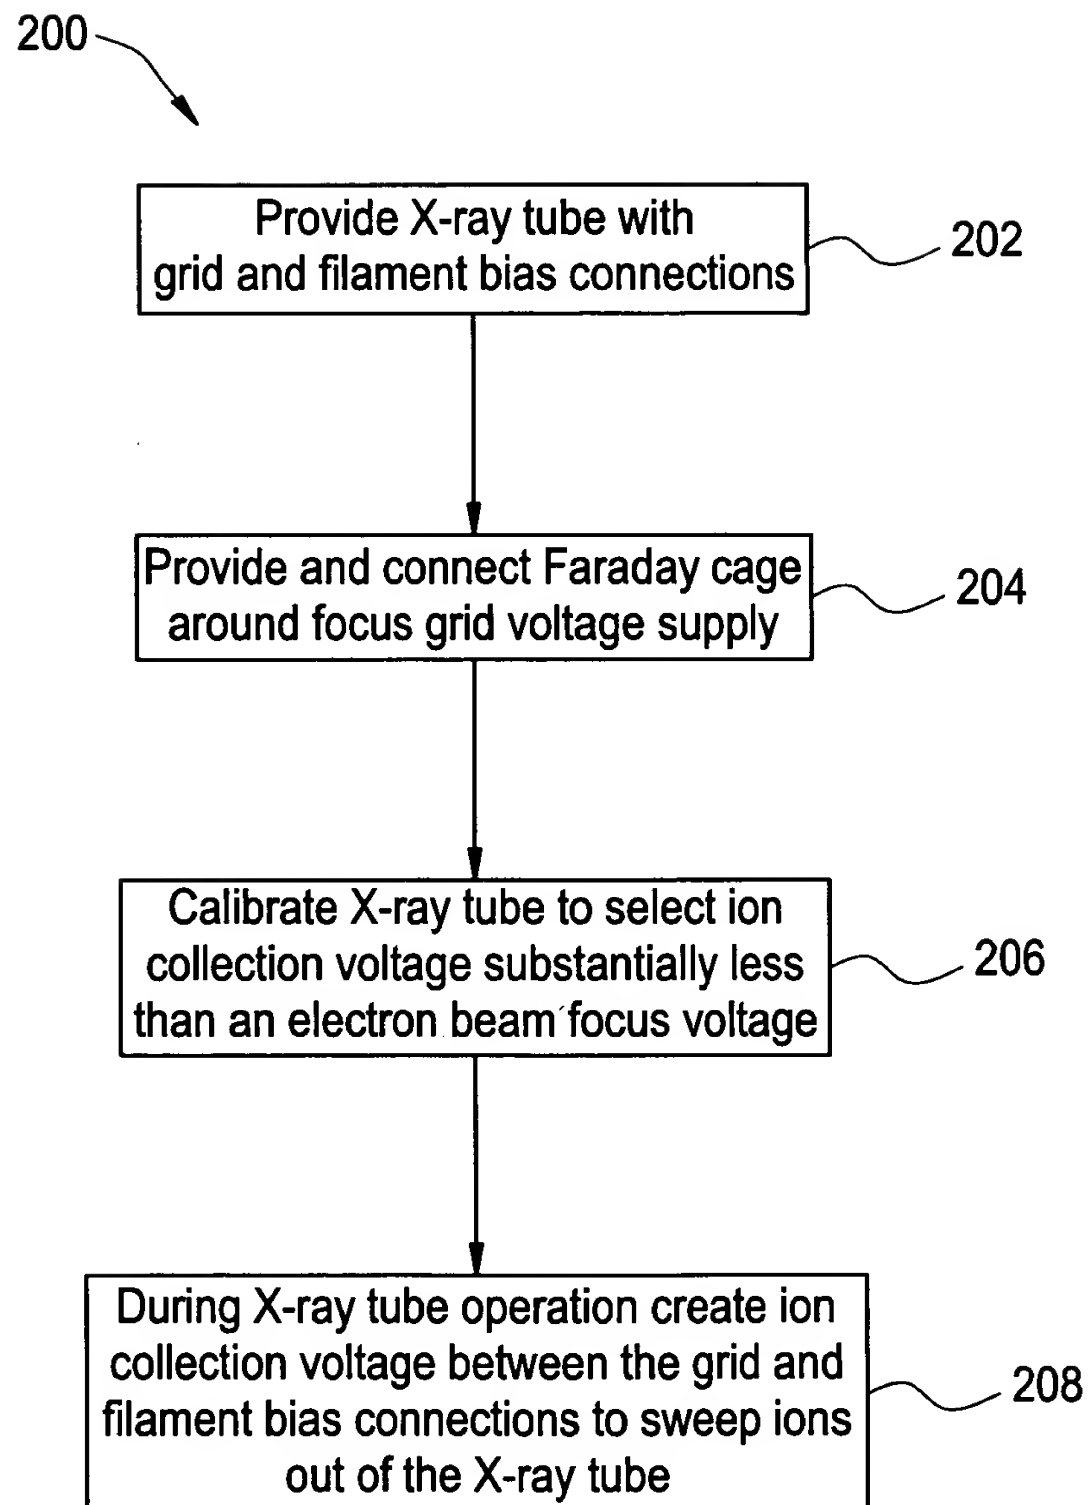 200
Provide X-ray tube with
grid and filament bias connections
202
Provide and connect Faraday cage
around focus grid voltage supply
204
Calibrate X-ray tube to select ion
collection voltage substantially less
than an electron beam focus voltage
206
During X-ray tube operation create ion
collection voltage between the grid and
filament bias connections to sweep ions
out of the X-ray tube
208